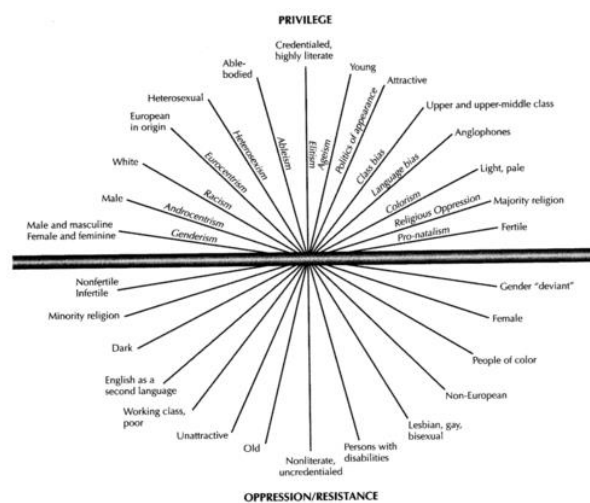 PRIVILEGE
Credentialed,
highly literate
Able-
bodied
Young
Attractive
Heterosexual
Upper and upper-middle class
European
in origin
Anglophones
White
Light, pale
Male
Majority religion
Male and masculine
Female and feminine
Fertile
Genderism
Androcentrism
Racism
Eurocentrism
Heterosexism
Ableism
Elitism
Ageism
Politics of appearance
Class bias
Language bias
Colorism
Religious Oppression
Pro-natalism
Nonfertile
Infertile
Gender "deviant"
Minority religion
Female
Dark
People of color
English as a
second language
Non-European
Working class,
poor
Lesbian, gay,
bisexual
Unattractive
Old
Nonliterate,
uncredentialed
Persons with
disabilities
OPPRESSION/RESISTANCE